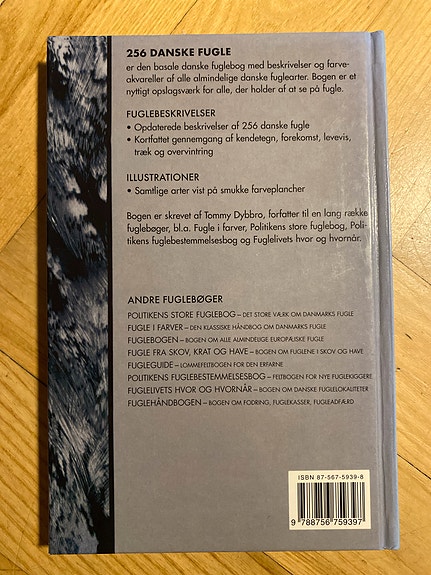 256 DANSKE FUGLE
er den basale danske fuglebog med beskrivelser og farve-
akvareller af alle almindelige danske fuglearter. Bogen er et
nyttigt opslagsværk for alle, der holder af at se på fugle.
FUGLEBESKRIVELSER
• Opdaterede beskrivelser af 256 danske fugle
• Kortfattet gennemgang af kendetegn, forekomst, levevis,
træk og overvintring
ILLUSTRATIONER
• Samtlige arter vist på smukke farveplancher
Bogen er skrevet af Tommy Dybbro, forfatter til en lang række
fuglebøger, bl.a. Fugle i farver, Politikens store fuglebog, Poli-
tikens fuglebestemmelsesbog og Fuglelivets hvor og hvornår.
ANDRE FUGLEBØGER
POLITIKENS STORE FUGLEBOG – DET STORE VÆRK OM DANMARKS FUGLE
FUGLE I FARVER – DEN KLASSISKE HÅNDBOG OM DANMARKS FUGLE
FUGLEBOGEN – BOGEN OM ALLE ALMINDELIGE EUROPÆISKE FUGLE
FUGLE FRA SKOV, KRAT OG HAVE – BOGEN OM FUGLENE I SKOV OG HAVE
FUGLEGUIDE – LOMMEFELTBOGEN FOR DEN ERFARNE
POLITIKENS FUGLEBESTEMMELSESBOG – FELTBOGEN FOR NYE FUGLEKIGGERE
FUGLELIVETS HVOR OG HVORNÅR – BOGEN OM DANSKE FUGLELOKALITETER
FUGLEHÅNDBOGEN – BOGEN OM FODRING, FUGLEKASSER, FUGLEADFÆRD
ISBN 87-567-5939-8
9 788756 759397